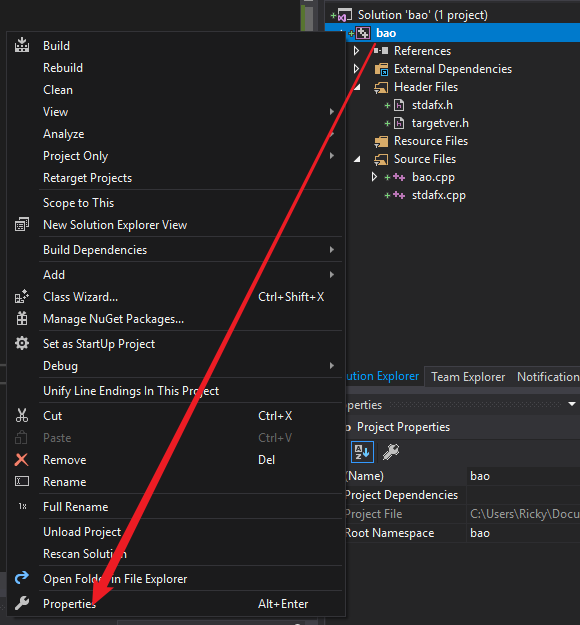 Solution 'bao' (1 project)
bao
References
External Dependencies
Header Files
stdafx.h
targetver.h
Resource Files
Source Files
bao.cpp
stdafx.cpp
Build
Rebuild
Clean
View
Analyze
Project Only
Retarget Projects
Scope to This
New Solution Explorer View
Build Dependencies
Add
Class Wizard... Ctrl+Shift+X
Manage NuGet Packages...
Set as StartUp Project
Debug
Unify Line Endings In This Project
Cut Ctrl+X
Paste Ctrl+V
Remove Del
Rename
Full Rename
Unload Project
Rescan Solution
Open Folder in File Explorer
Properties Alt+Enter
ution Explorer Team Explorer Notification
perties
Project Properties
(Name) bao
Project Dependencies
Project File C:\Users\Ricky\Docu
Root Namespace bao